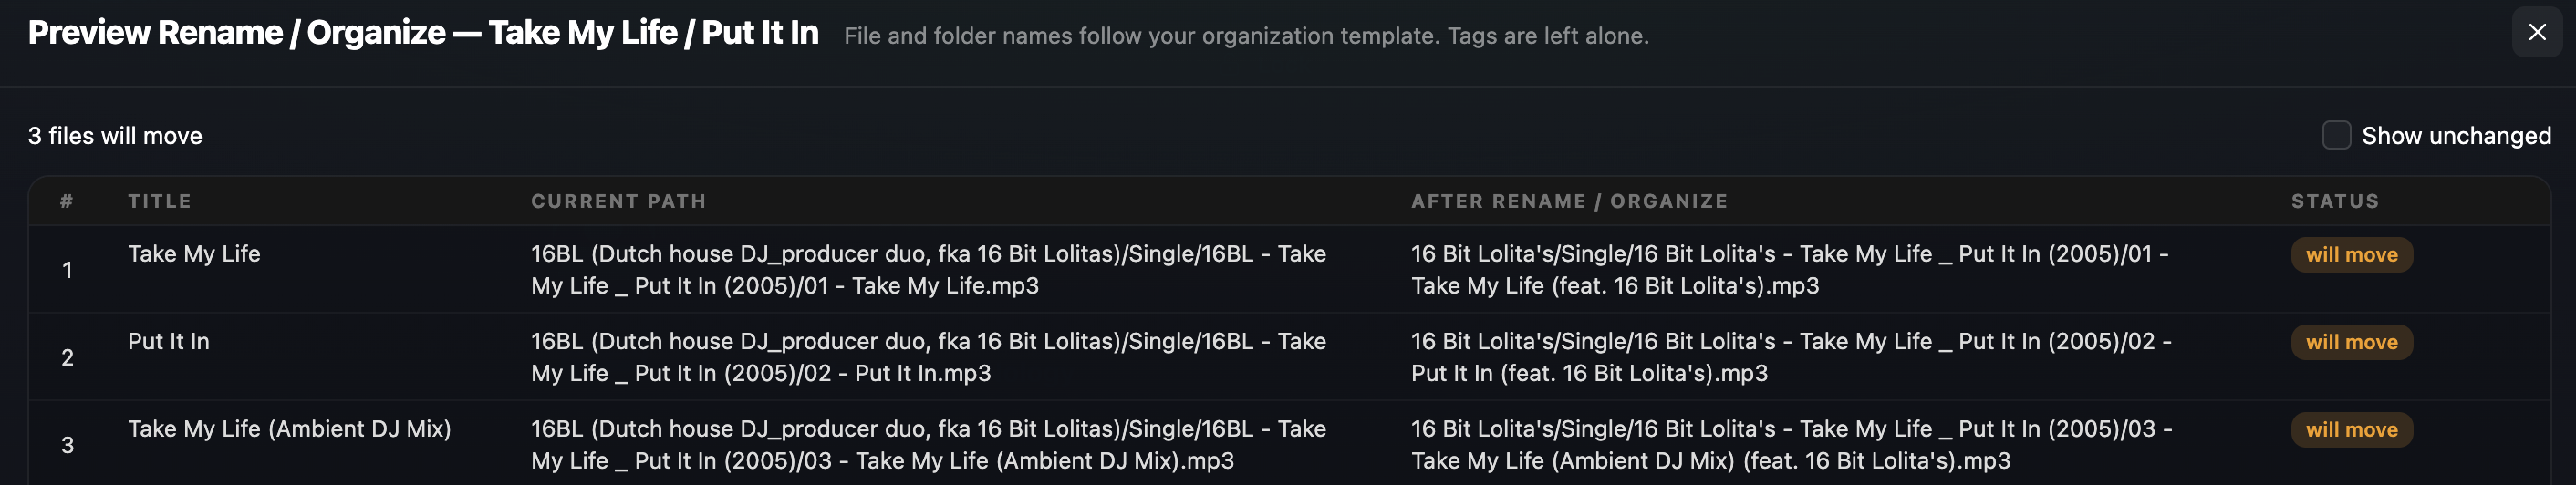 Preview Rename / Organize — Take My Life / Put It In File and folder names follow your organization template. Tags are left alone.
3 files will move
Show unchanged
# TITLE CURRENT PATH AFTER RENAME / ORGANIZE STATUS
1 Take My Life 16BL (Dutch house DJ_producer duo, fka 16 Bit Lolitas)/Single/16BL - Take 16 Bit Lolita's/Single/16 Bit Lolita's - Take My Life _ Put It In (2005)/01 - will move
My Life _ Put It In (2005)/01 - Take My Life.mp3 Take My Life (feat. 16 Bit Lolita's).mp3
2 Put It In 16BL (Dutch house DJ_producer duo, fka 16 Bit Lolitas)/Single/16BL - Take 16 Bit Lolita's/Single/16 Bit Lolita's - Take My Life _ Put It In (2005)/02 - will move
My Life _ Put It In (2005)/02 - Put It In.mp3 Put It In (feat. 16 Bit Lolita's).mp3
3 Take My Life (Ambient DJ Mix) 16BL (Dutch house DJ_producer duo, fka 16 Bit Lolitas)/Single/16BL - Take 16 Bit Lolita's/Single/16 Bit Lolita's - Take My Life _ Put It In (2005)/03 - will move
My Life _ Put It In (2005)/03 - Take My Life (Ambient DJ Mix).mp3 Take My Life (Ambient DJ Mix) (feat. 16 Bit Lolita's).mp3